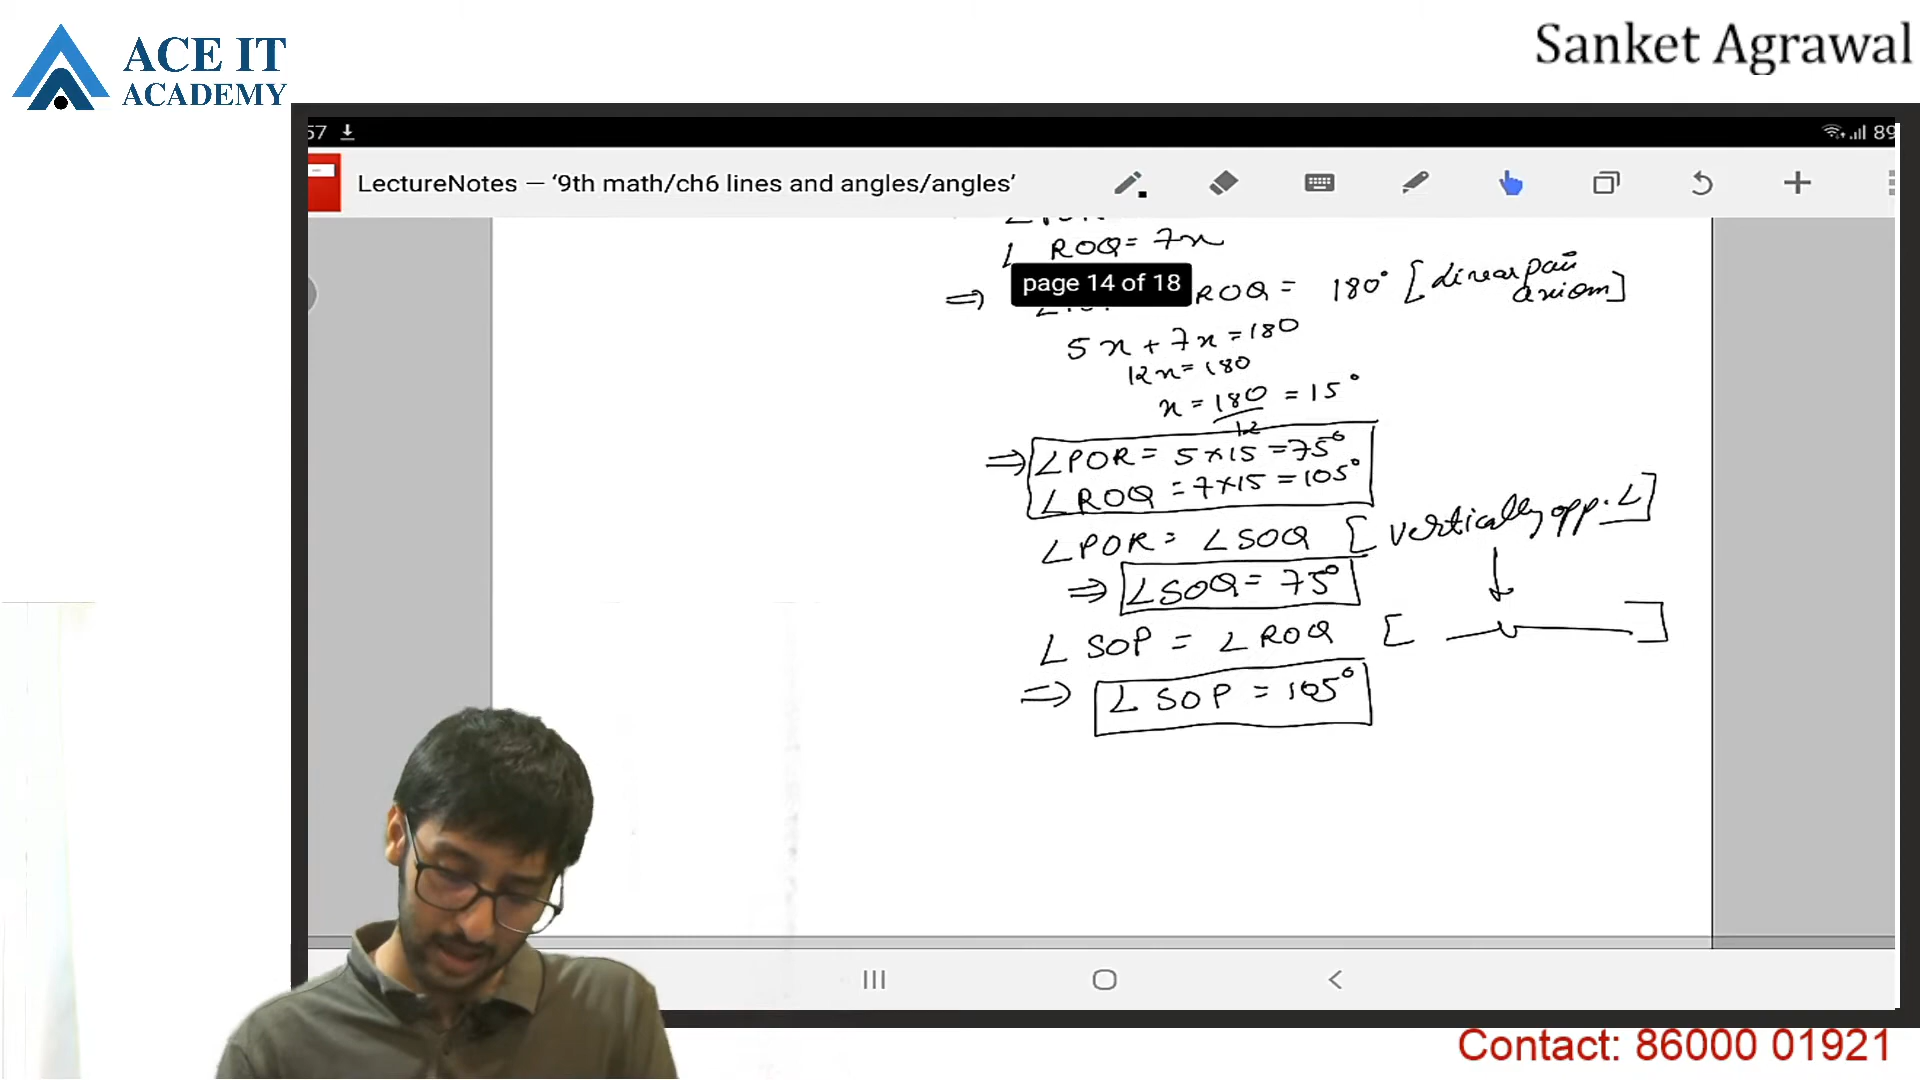 ACE IT
ACADEMY
Sanket Agrawal
57
89
LectureNotes — ‘9th math/ch6 lines and angles/angles’
∠ ROQ = 7x
page 14 of 18
⇒ ROQ = 180° [Linear pair
axiom]
5x + 7x = 180
12x = 180
x = 180/12 = 15°
⇒ ∠POR = 5×15 = 75°
∠ROQ = 7×15 = 105°
∠POR = ∠SOQ [vertically opp. ∠]
⇒ ∠SOQ = 75°
∠SOP = ∠ROQ [ ]
⇒ ∠SOP = 105°
Contact: 86000 01921